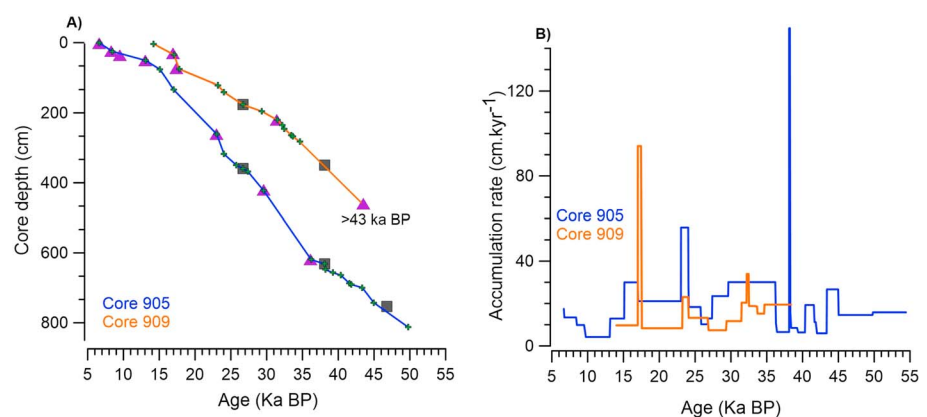 A)
0
200
400
600
800
Core depth (cm)
>43 ka BP
Core 905
Core 909
5 10 15 20 25 30 35 40 45 50 55
Age (Ka BP)
B)
120
80
40
0
Accumulation rate (cm.kyr-1)
Core 905
Core 909
5 10 15 20 25 30 35 40 45 50 55
Age (Ka BP)